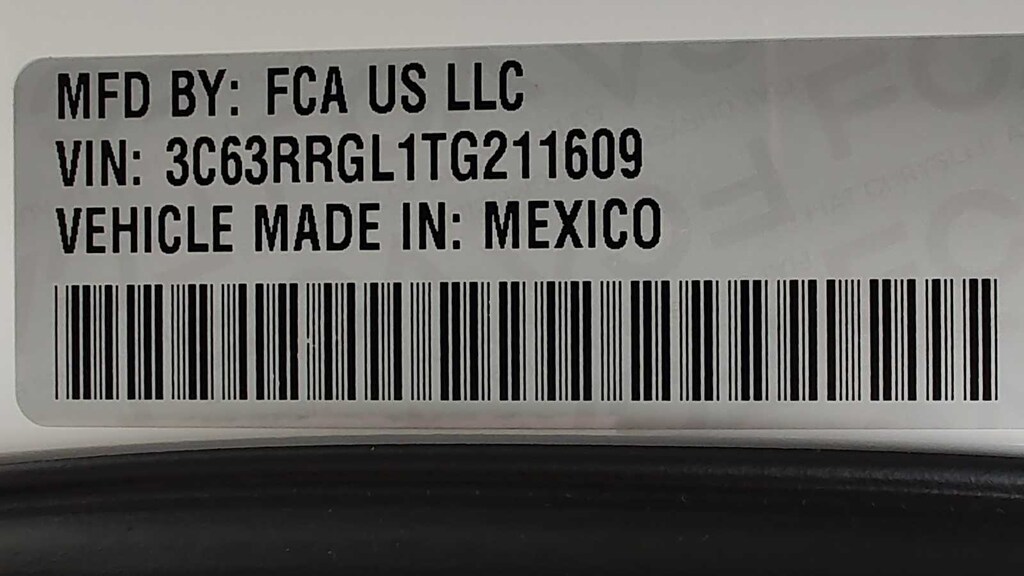 MFD BY: FCA US LLC
VIN: 3C63RRGL1TG211609
VEHICLE MADE IN: MEXICO